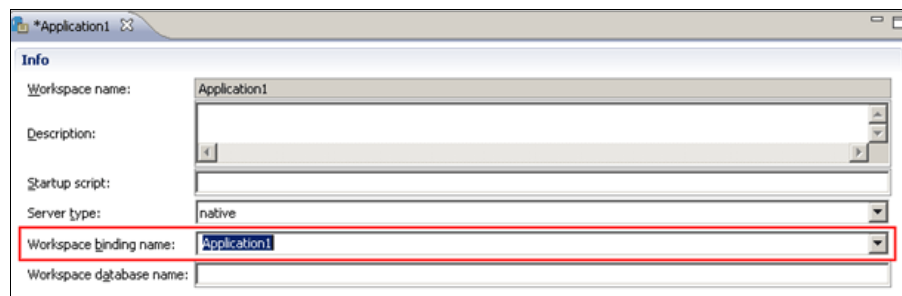 *Application1
Info
Workspace name: Application1
Description:
Startup script:
Server type: native
Workspace binding name: Application1
Workspace database name: